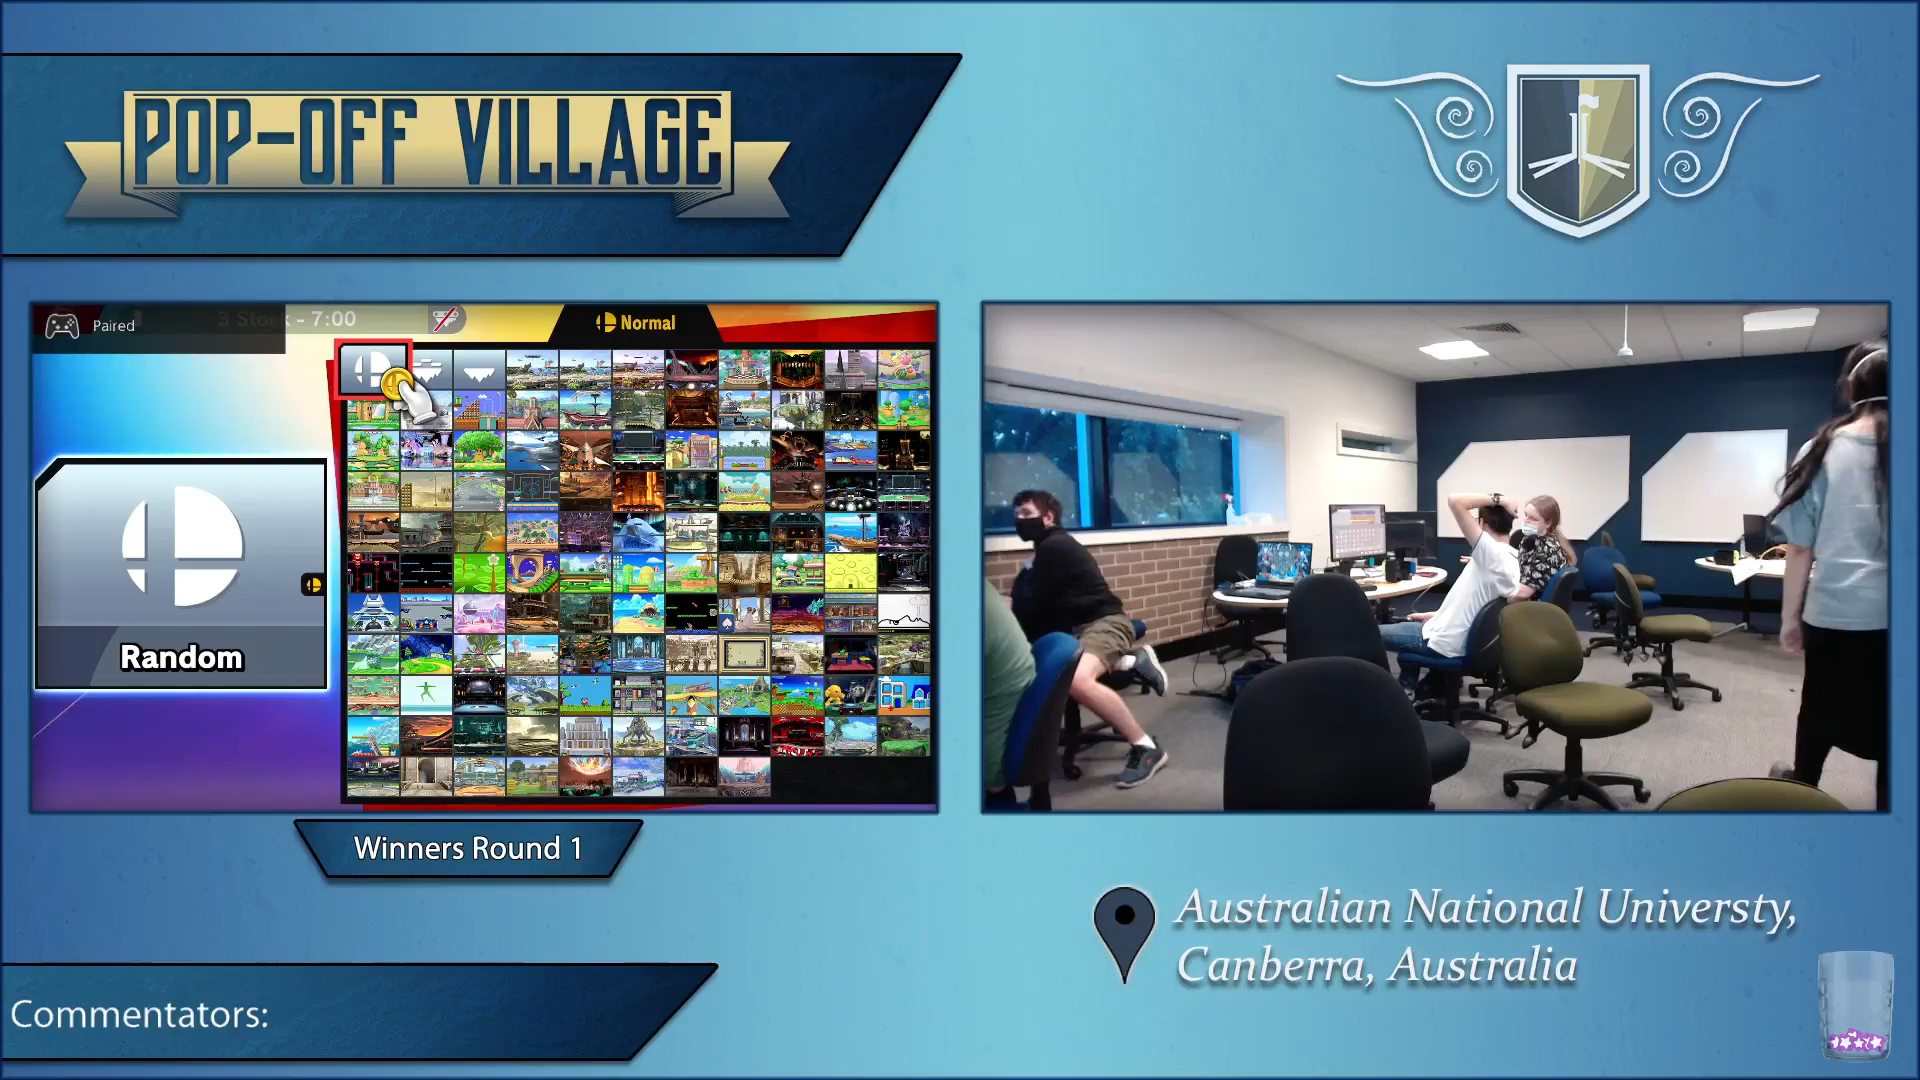 POP-OFF VILLAGE
Paired
3 Stock - 7:00
Normal
Random
Winners Round 1
Australian National Universty,
Canberra, Australia
Commentators: